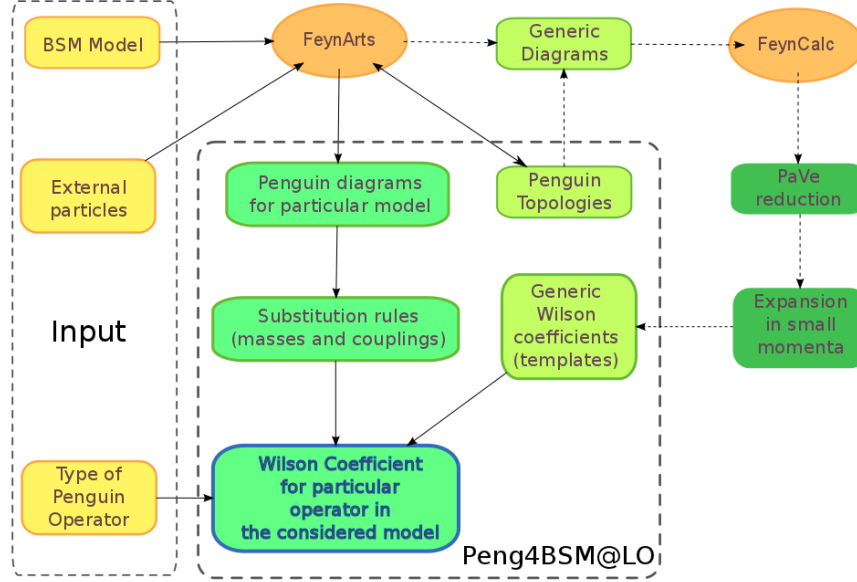 BSM Model
FeynArts
Generic
Diagrams
FeynCalc
External
particles
Penguin diagrams
for particular model
Penguin
Topologies
PaVe
reduction
Input
Substitution rules
(masses and couplings)
Generic
Wilson
coefficients
(templates)
Expansion
in small
momenta
Type of
Penguin
Operator
Wilson Coefficient
for particular
operator in
the considered model
Peng4BSM@LO